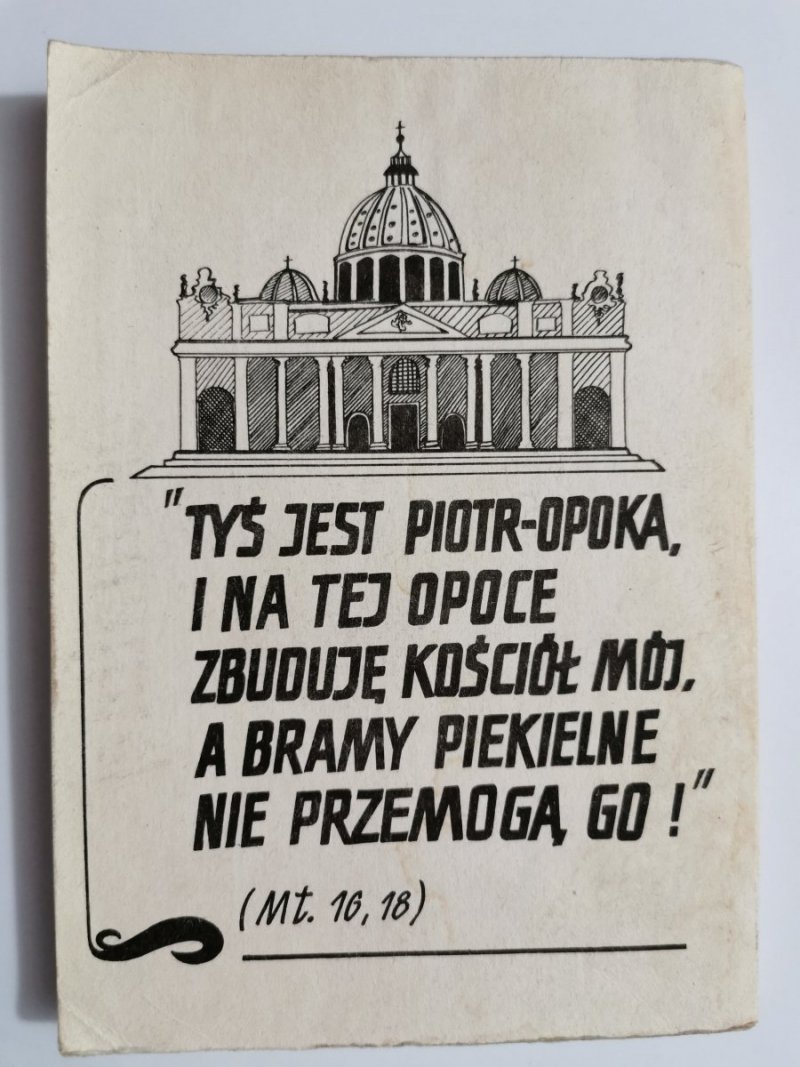 "TYŚ JEST PIOTR-OPOKA,
I NA TEJ OPOCE
ZBUDUJĘ KOŚCIÓŁ MÓJ,
A BRAMY PIEKIELNE
NIE PRZEMOGĄ GO!"
(Mt. 16, 18)